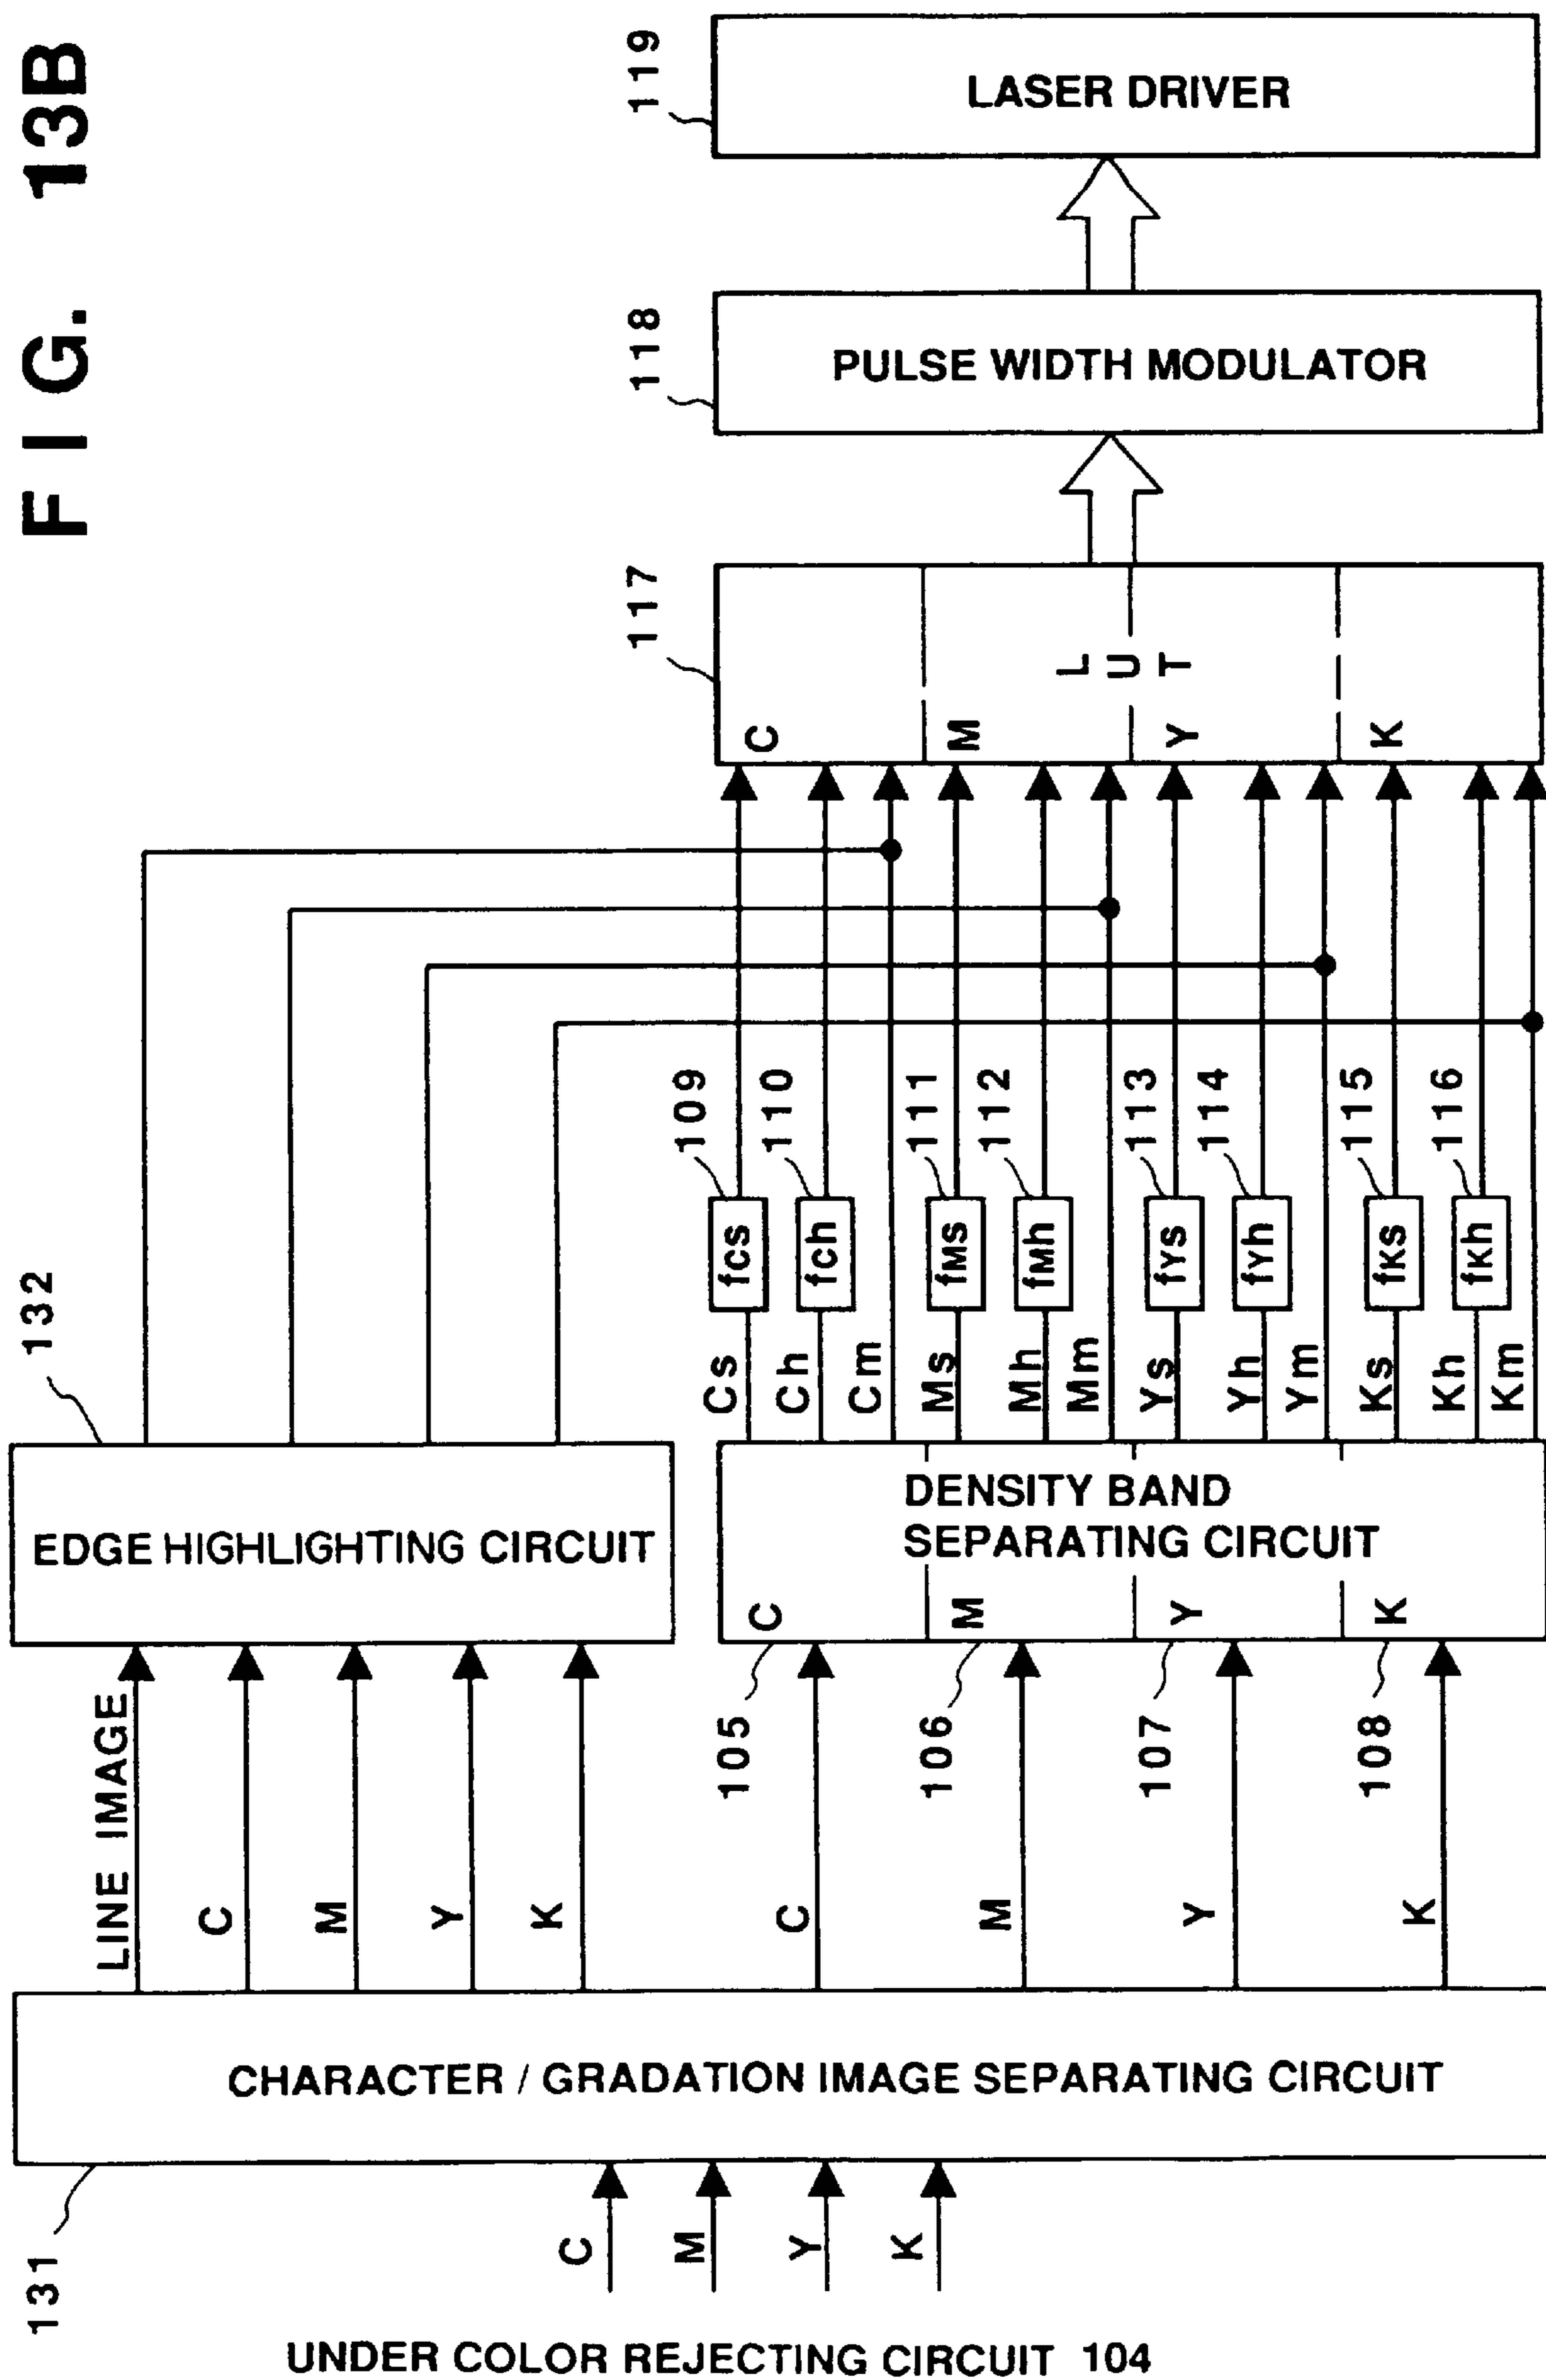 FIG. 13B
UNDER COLOR REJECTING CIRCUIT 104
C
M
Y
K
131
CHARACTER / GRADATION IMAGE SEPARATING CIRCUIT
LINE IMAGE
C
M
Y
K
C
M
Y
K
132
EDGE HIGHLIGHTING CIRCUIT
105
106
107
108
DENSITY BAND
SEPARATING CIRCUIT
C
M
Y
K
Cs
Ch
Cm
Ms
Mh
Mm
Ys
Yh
Ym
Ks
Kh
Km
fCs
fCh
fMs
fMh
fYs
fYh
fKs
fKh
109
110
111
112
113
114
115
116
117
C
M
Y
K
LUT
118
PULSE WIDTH MODULATOR
119
LASER DRIVER